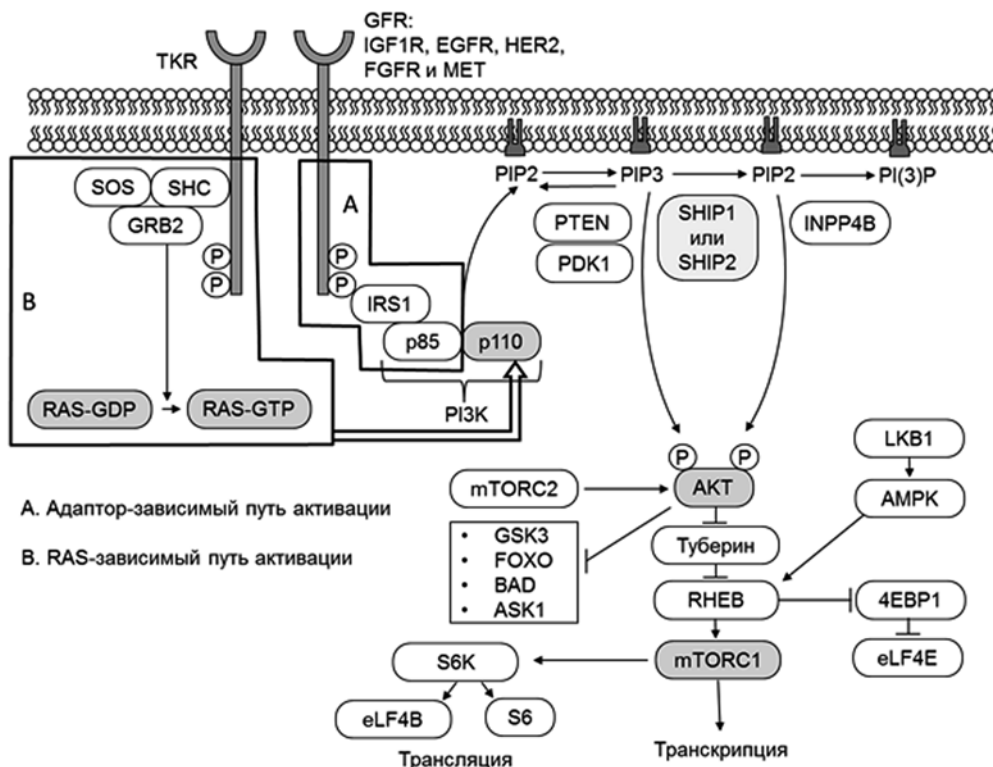 GFR:
IGF1R, EGFR, HER2,
FGFR и MET
TKR
SOS
SHC
GRB2
P
P
B
RAS-GDP
RAS-GTP
A
P
P
IRS1
p85
p110
PI3K
PIP2
PIP3
PIP2
PI(3)P
PTEN
PDK1
SHIP1
или
SHIP2
INPP4B
P
P
mTORC2
AKT
LKB1
AMPK
А. Адаптор-зависимый путь активации
В. RAS-зависимый путь активации
• GSK3
• FOXO
• BAD
• ASK1
Туберин
RHEB
4EBP1
eLF4E
mTORC1
S6K
eLF4B
S6
Трансляция
Транскрипция